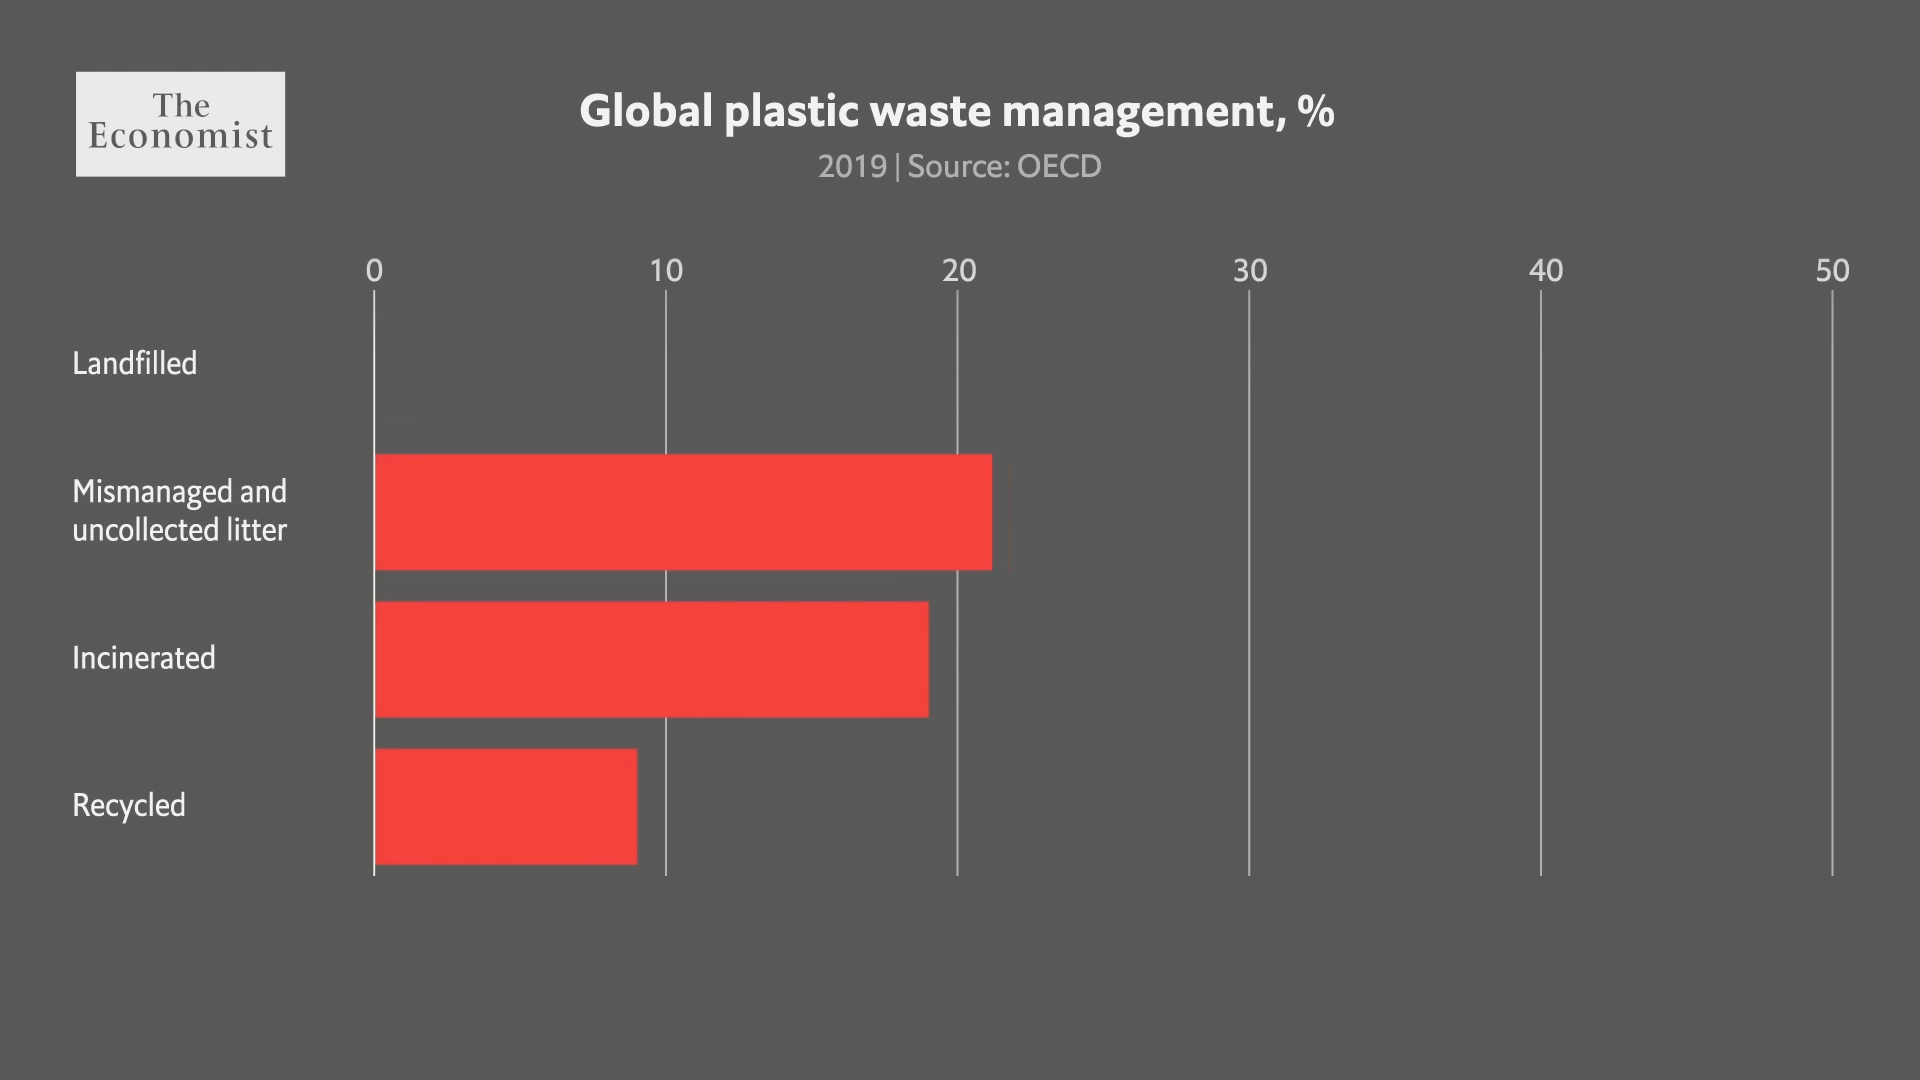 The
Economist
Global plastic waste management, %
2019 | Source: OECD
0 10 20 30 40 50
Landfilled
Mismanaged and
uncollected litter
Incinerated
Recycled